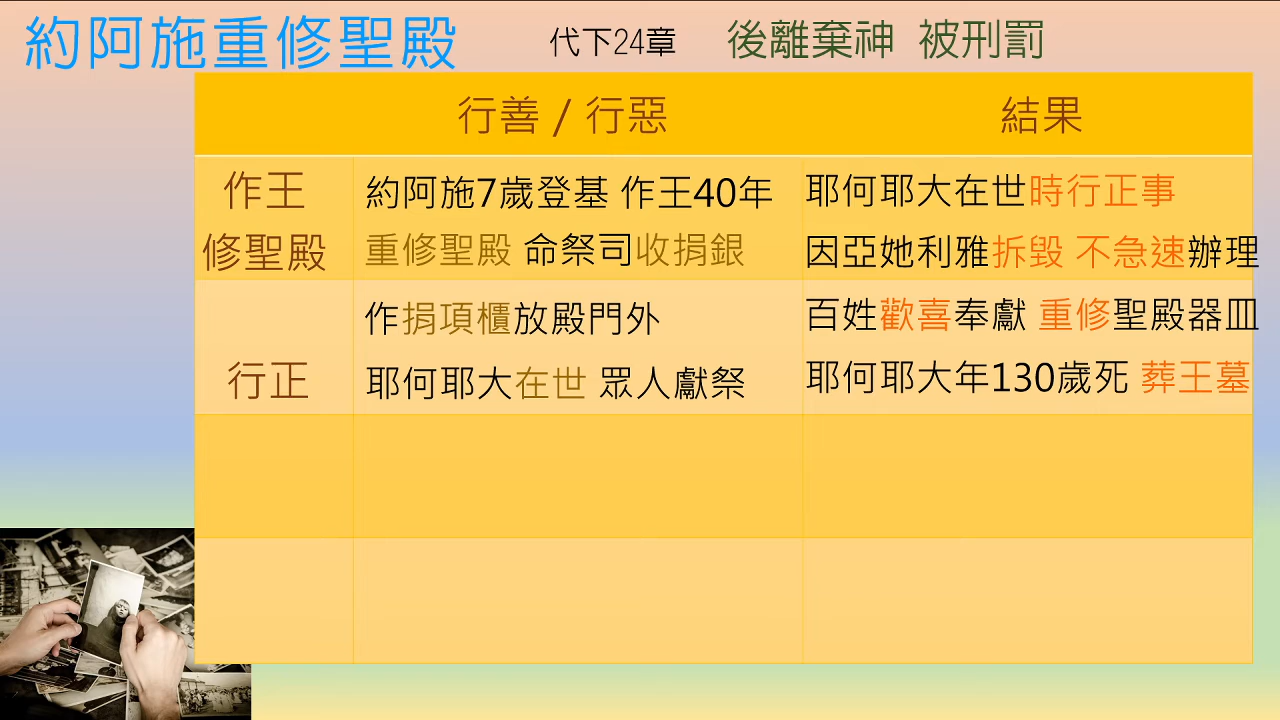 約阿施重修聖殿 代下24章 後離棄神 被刑罰
行善 / 行惡 結果
作王 約阿施7歲登基 作王40年 耶何耶大在世時行正事
修聖殿 重修聖殿 命祭司收捐銀 因亞她利雅拆毀 不急速辦理
作捐項櫃放殿門外 百姓歡喜奉獻 重修聖殿器皿
行正 耶何耶大在世 眾人獻祭 耶何耶大年130歲死 葬王墓